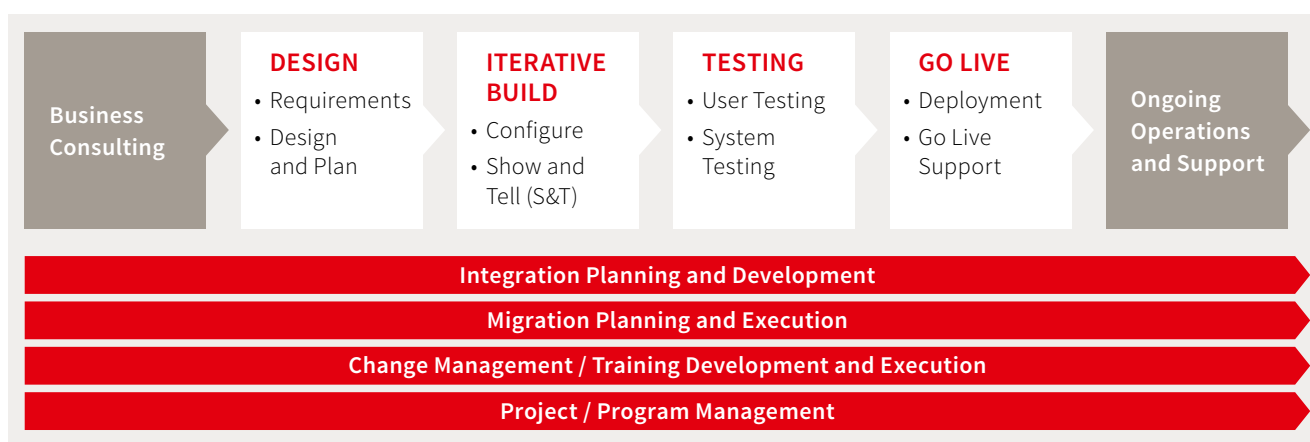 Business
Consulting
DESIGN
• Requirements
• Design
and Plan
ITERATIVE
BUILD
• Configure
• Show and
Tell (S&T)
TESTING
• User Testing
• System
Testing
GO LIVE
• Deployment
• Go Live
Support
Ongoing
Operations
and Support
Integration Planning and Development
Migration Planning and Execution
Change Management / Training Development and Execution
Project / Program Management